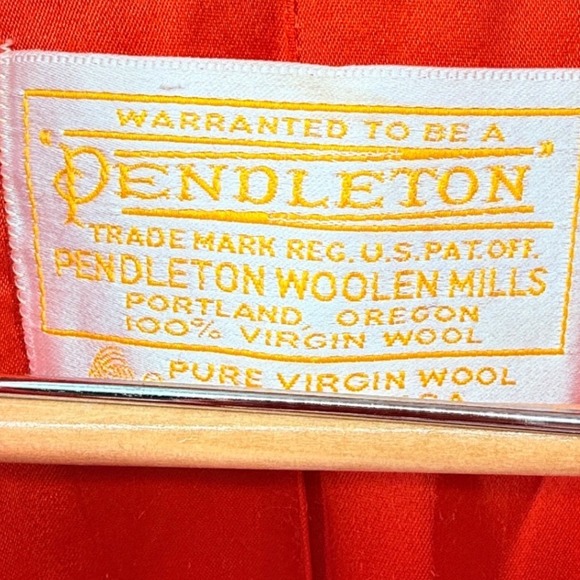 WARRANTED TO BE A
"PENDLETON"
TRADE MARK REG. U.S. PAT. OFF.
PENDLETON WOOLEN MILLS
PORTLAND, OREGON
100% VIRGIN WOOL
PURE VIRGIN WOOL